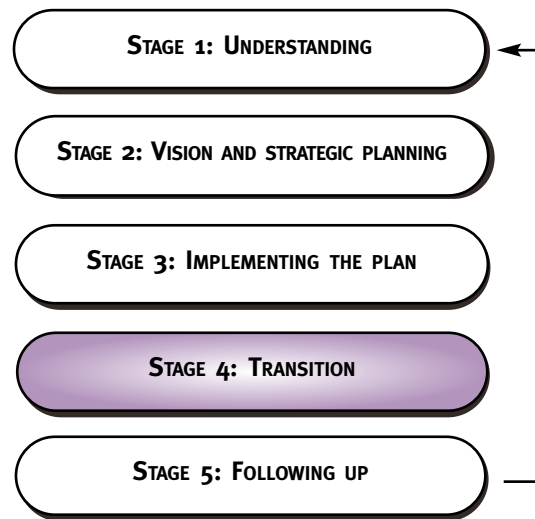 Stage 1: Understanding
Stage 2: Vision and strategic planning
Stage 3: Implementing the plan
Stage 4: Transition
Stage 5: Following up